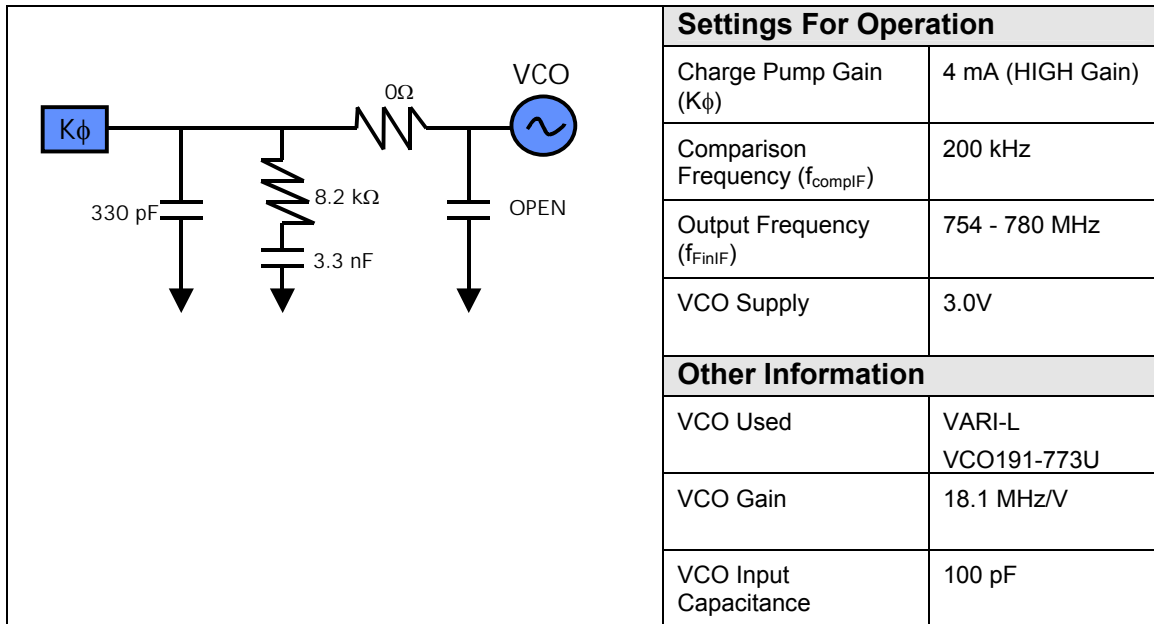 VCO
0Ω
Kϕ
8.2 kΩ
330 pF
OPEN
3.3 nF
Settings For Operation
Charge Pump Gain
(Kϕ)
4 mA (HIGH Gain)
Comparison
Frequency (fcompIF)
200 kHz
Output Frequency
(fFinIF)
754 - 780 MHz
VCO Supply
3.0V
Other Information
VCO Used
VARI-L
VCO191-773U
VCO Gain
18.1 MHz/V
VCO Input
Capacitance
100 pF